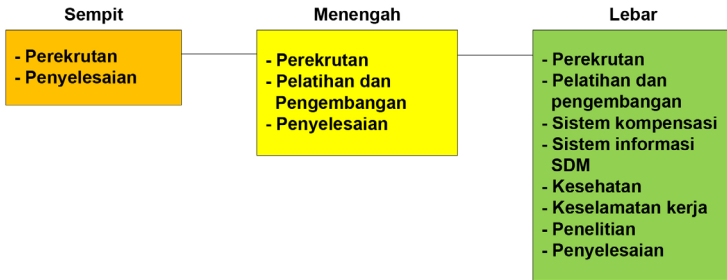 Sempit
- Perekrutan
- Penyelesaian
Menengah
- Perekrutan
- Pelatihan dan
Pengembangan
- Penyelesaian
Lebar
- Perekrutan
- Pelatihan dan
pengembangan
- Sistem kompensasi
- Sistem informasi
SDM
- Kesehatan
- Keselamatan kerja
- Penelitian
- Penyelesaian